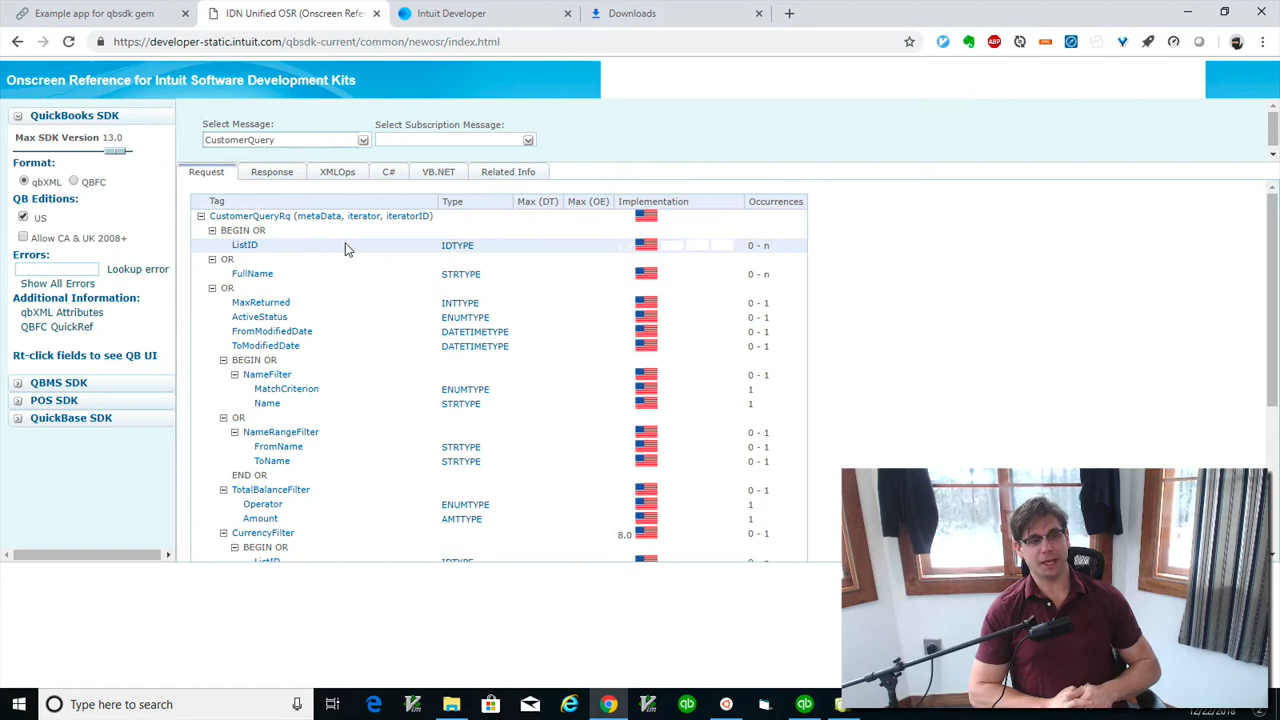 Example for qbsdk gem
IDN Unified OSR (Onscreen Refer
Intuit Developer
Downloads
https://developer-static.intuit.com/qbsdk-current/common/newosr/index.html
Onscreen Reference for Intuit Software Development Kits
QuickBooks SDK
Max SDK Version 13.0
Format:
qbXML QBFC
QB Editions:
US
Allow CA & UK 2008+
Errors:
Lookup error
Show All Errors
Additional Information:
qbXML Attributes
QBFC QuickRef
Rt-click fields to see QB UI
QBMS SDK
POS SDK
QuickBase SDK
Select Message: Select Subscription Message:
CustomerQuery
Request Response XMLOps C# VB.NET Related Info
Tag Type Max (DT) Max (OE) Implementation Occurrences
CustomerQueryRq (metaData, iterator, iteratorID)
BEGIN OR
ListID IDTYPE 0 - n
OR
FullName STRTYPE 0 - n
OR
MaxReturned INTTYPE 0 - 1
ActiveStatus ENUMTYPE 0 - 1
FromModifiedDate DATETIMETYPE 0 - 1
ToModifiedDate DATETIMETYPE 0 - 1
BEGIN OR
NameFilter 0 - 1
MatchCriterion ENUMTYPE 1
Name STRTYPE 1
OR
NameRangeFilter 0 - 1
FromName STRTYPE 0 - 1
ToName STRTYPE 0 - 1
END OR
TotalBalanceFilter 0 - 1
Operator ENUMTYPE 1
Amount AMTTYPE 1
CurrencyFilter 8.0 0 - 1
BEGIN OR
ListID IDTYPE 0 - n
Type here to search
12/22/2018